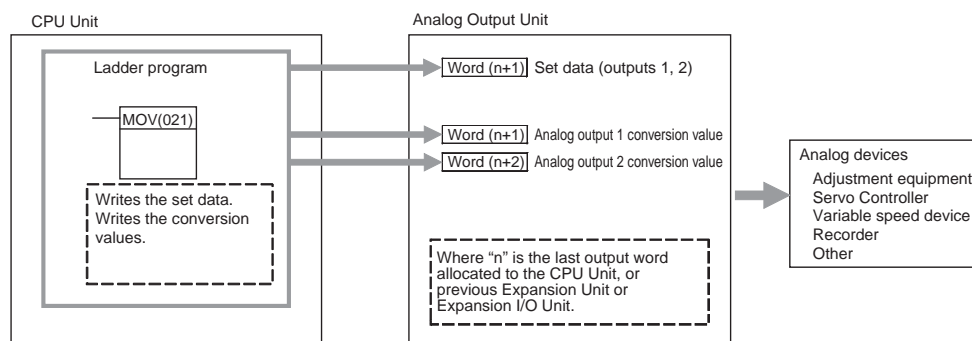 CPU Unit
Analog Output Unit
Ladder program
MOV(021)
Writes the set data.
Writes the conversion
values.
Word (n+1) Set data (outputs 1, 2)
Word (n+1) Analog output 1 conversion value
Word (n+2) Analog output 2 conversion value
Where “n” is the last output word
allocated to the CPU Unit, or
previous Expansion Unit or
Expansion I/O Unit.
Analog devices
Adjustment equipment
Servo Controller
Variable speed device
Recorder
Other